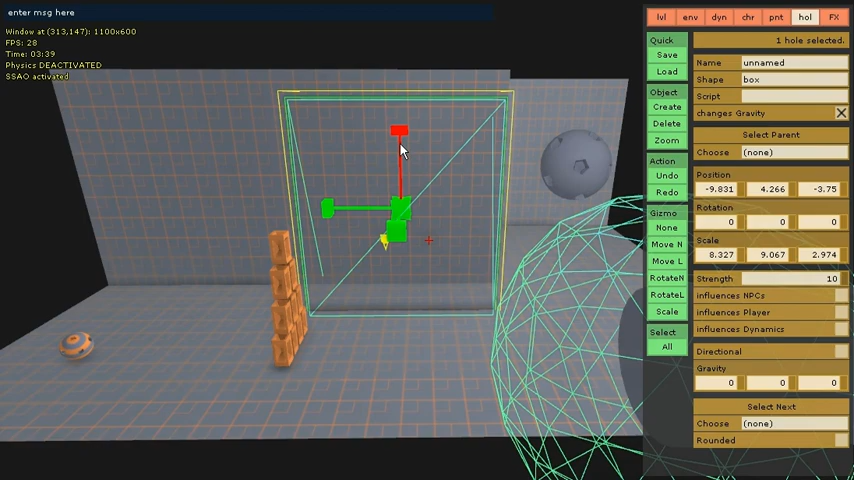 enter msg here
Window at (313,147): 1100x600
FPS: 28
Time: 03:39
Physics DEACTIVATED
SSAO activated
lvl env dyn chr pnt hol FX
Quick
Save
Load
Object
Create
Delete
Zoom
Action
Undo
Redo
Gizmo
None
Move N
Move L
RotateN
RotateL
Scale
Select
All
1 hole selected.
Name unnamed
Shape box
Script
changes Gravity X
Select Parent
Choose (none)
Position
-9.831 4.266 -3.75
Rotation
0 0 0
Scale
8.327 9.067 2.974
Strength 10
influences NPCs
influences Player
influences Dynamics
Directional
Gravity
0 0 0
Select Next
Choose (none)
Rounded